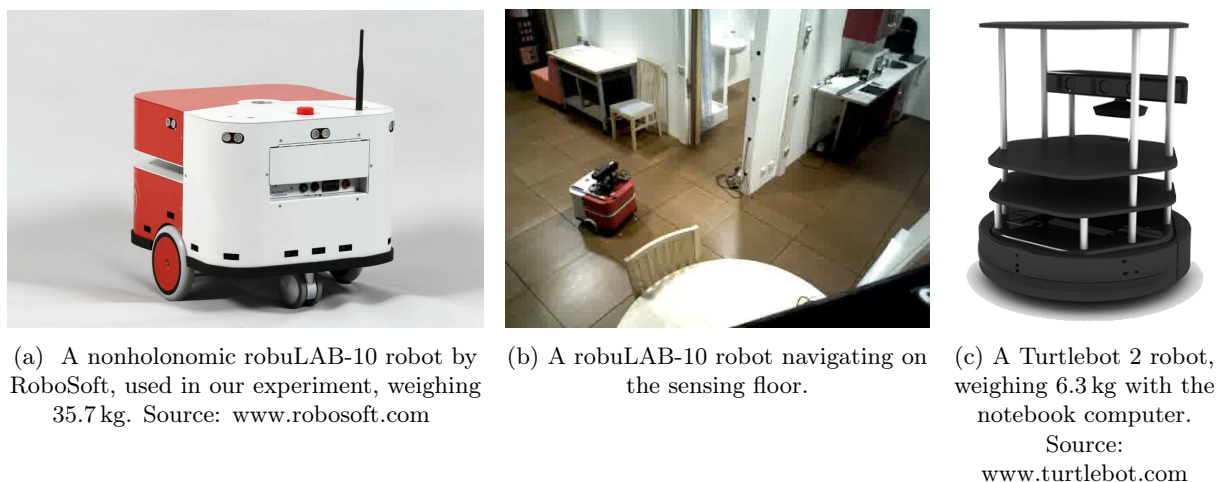 (a) A nonholonomic robuLAB-10 robot by
RoboSoft, used in our experiment, weighing
35.7 kg. Source: www.robosoft.com
(b) A robuLAB-10 robot navigating on
the sensing floor.
(c) A Turtlebot 2 robot,
weighing 6.3 kg with the
notebook computer.
Source:
www.turtlebot.com